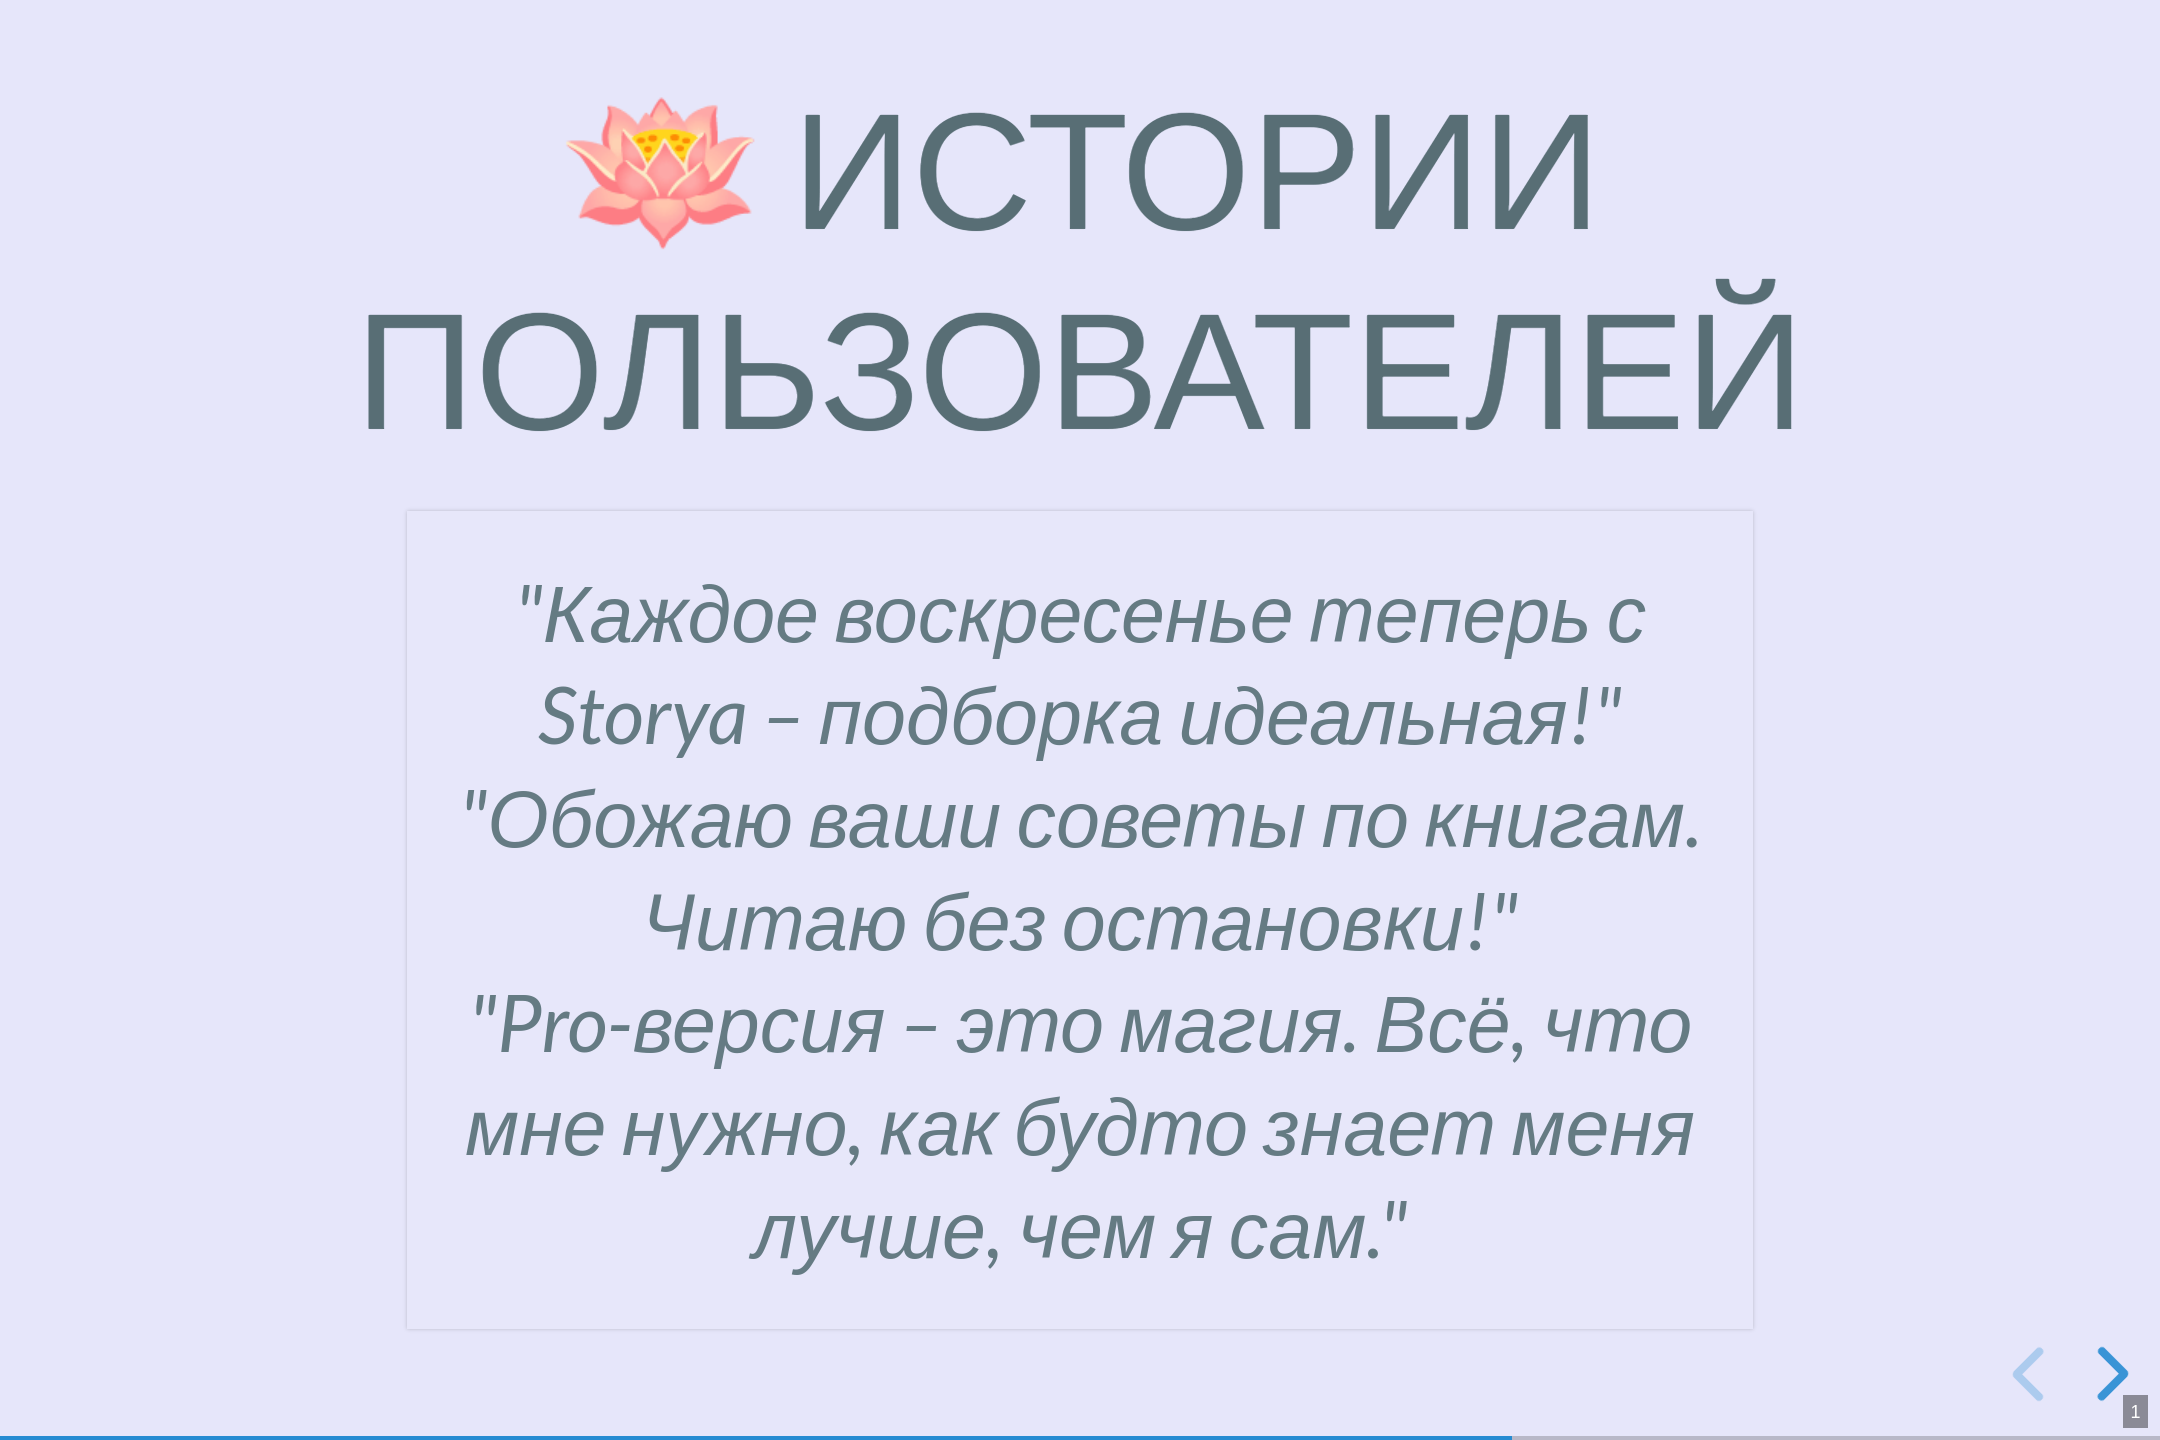 🪷 ИСТОРИИ
ПОЛЬЗОВАТЕЛЕЙ
"Каждое воскресенье теперь с
Storya – подборка идеальная!"
"Обожаю ваши советы по книгам.
Читаю без остановки!"
"Pro-версия – это магия. Всё, что
мне нужно, как будто знает меня
лучше, чем я сам."
1